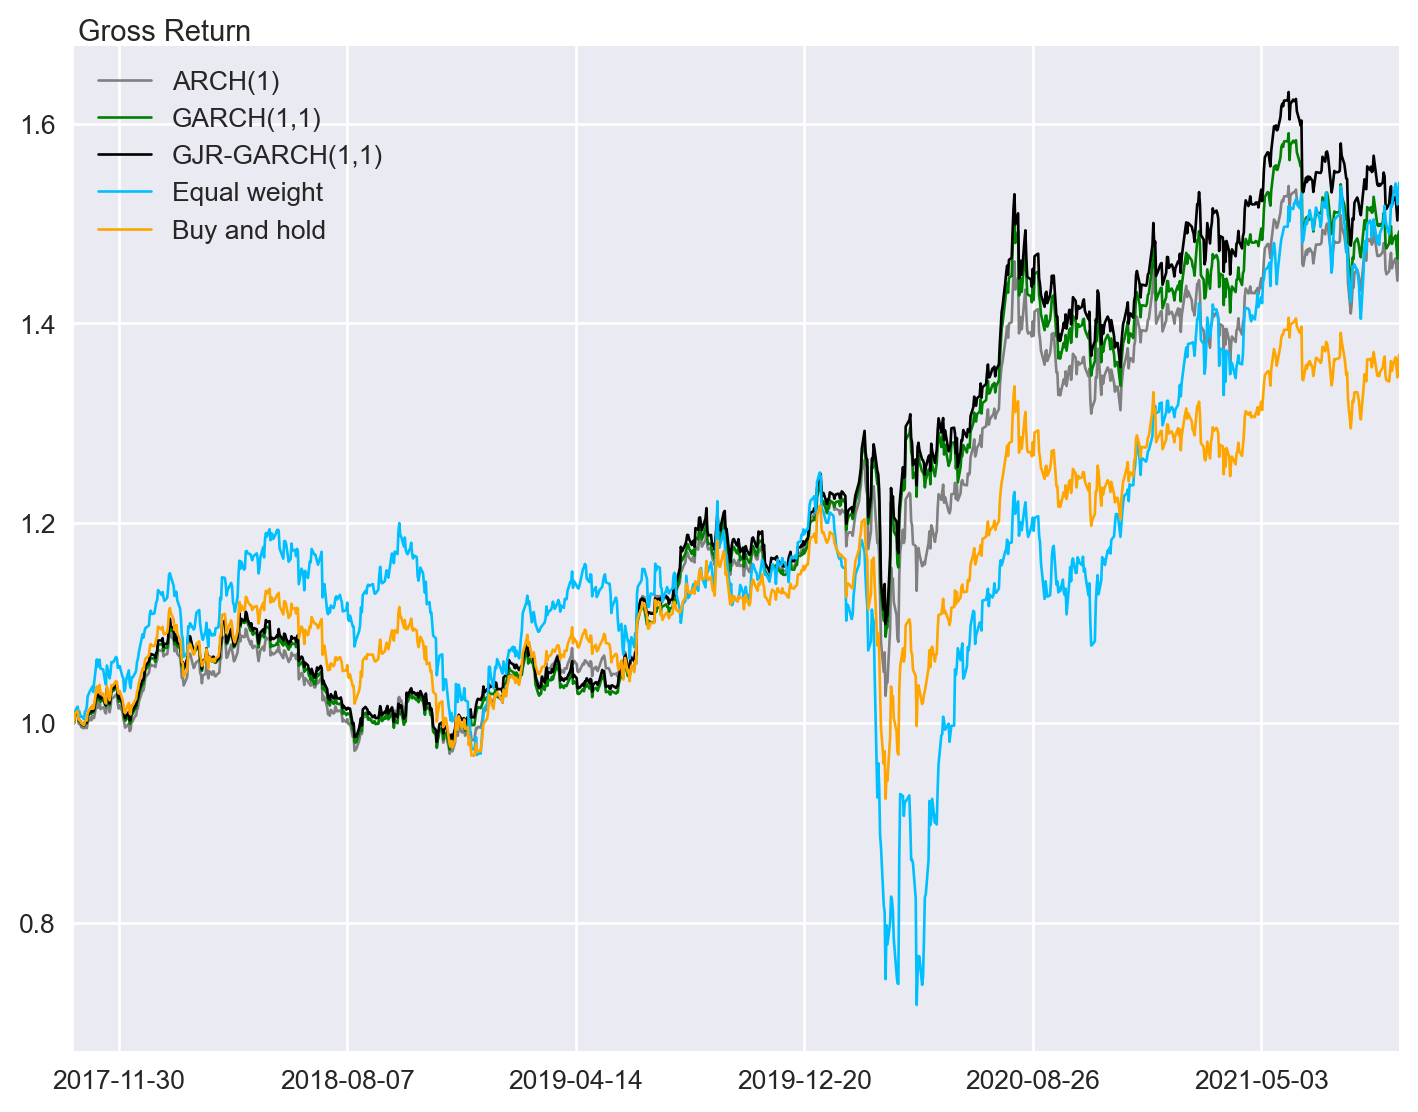 Gross Return
ARCH(1)
GARCH(1,1)
GJR-GARCH(1,1)
Equal weight
Buy and hold
1.6
1.4
1.2
1.0
0.8
2017-11-30 2018-08-07 2019-04-14 2019-12-20 2020-08-26 2021-05-03